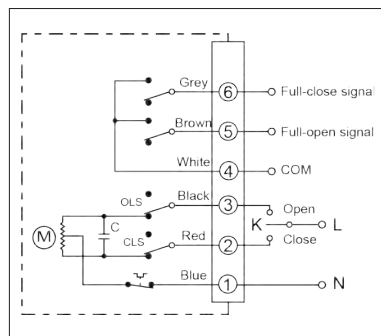 Grey 6 Full-close signal
Brown 5 Full-open signal
White 4 COM
OLS Black 3 Open
K L
C
M CLS Red 2 Close
Blue 1 N